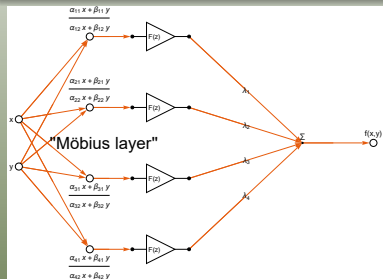 α₁₁ x + β₁₁ y
α₁₂ x + β₁₂ y
F(z)
α₂₁ x + β₂₁ y
α₂₂ x + β₂₂ y
F(z)
λ₁
x
λ₂
"Möbius layer"
Σ
f(x,y)
y
λ₃
F(z)
α₃₁ x + β₃₁ y
α₃₂ x + β₃₂ y
λ₄
α₄₁ x + β₄₁ y
α₄₂ x + β₄₂ y
F(z)